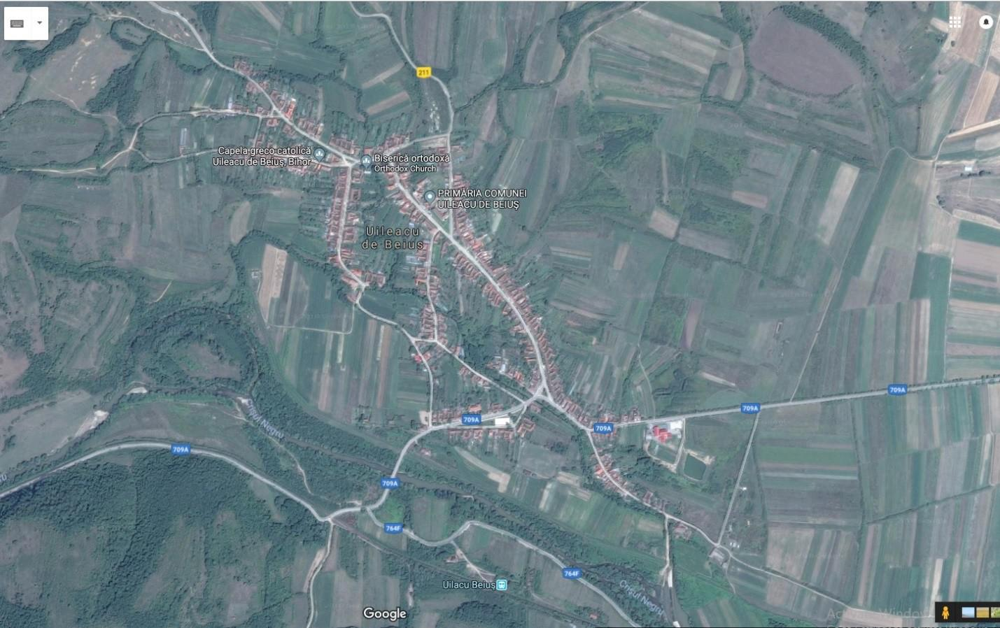 211
Capela greco-catolică
Uileacu de Beiuș, Bihor
Biserică ortodoxă
Orthodox Church
PRIMĂRIA COMUNEI
UILEACU DE BEIUŞ
Uileacu
de Beiuș
709A
709A
709A
709A
Crișul Negru
709A
709A
764F
764F
Uilacu Beiuș
Crișul Negru
Google